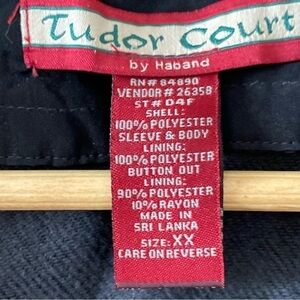 Tudor Court
by Haband
RN# 84890
VENDOR# 26358
ST# D4F
SHELL:
100% POLYESTER
SLEEVE & BODY
LINING:
100% POLYESTER
BUTTON OUT
LINING:
90% POLYESTER
10% RAYON
MADE IN
SRI LANKA
SIZE: XX
CARE ON REVERSE